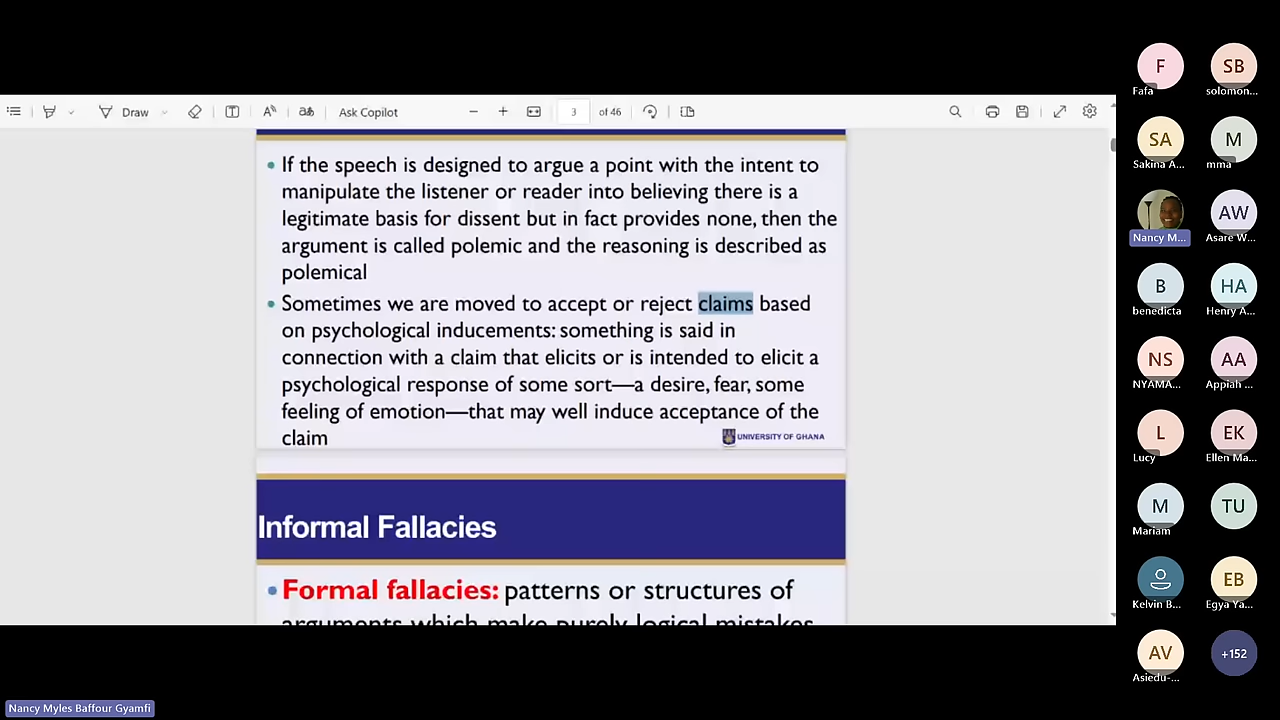 Draw
Ask Copilot
3
of 46
If the speech is designed to argue a point with the intent to
manipulate the listener or reader into believing there is a
legitimate basis for dissent but in fact provides none, then the
argument is called polemic and the reasoning is described as
polemical
Sometimes we are moved to accept or reject claims based
on psychological inducements: something is said in
connection with a claim that elicits or is intended to elicit a
psychological response of some sort—a desire, fear, some
feeling of emotion—that may well induce acceptance of the
claim
UNIVERSITY OF GHANA
Informal Fallacies
Formal fallacies: patterns or structures of
arguments which make purely logical mistakes
F
Fafa
SB
solomon...
SA
Sakina A...
M
mma
Nancy M...
AW
Asare W...
B
benedicta
HA
Henry A...
NS
NYAMA...
AA
Appiah ...
L
Lucy
EK
Ellen Ma...
M
Mariam
TU
Kelvin B...
EB
Egya Ya...
AV
Asiedu-...
+152
Nancy Myles Baffour Gyamfi